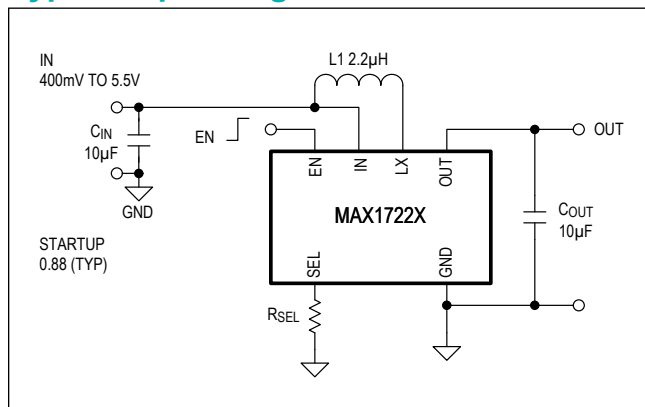 IN
400mV TO 5.5V
L1 2.2µH
CIN
10µF
EN
GND
STARTUP
0.88 (TYP)
EN
IN
LX
OUT
MAX1722X
SEL
GND
RSEL
OUT
COUT
10µF